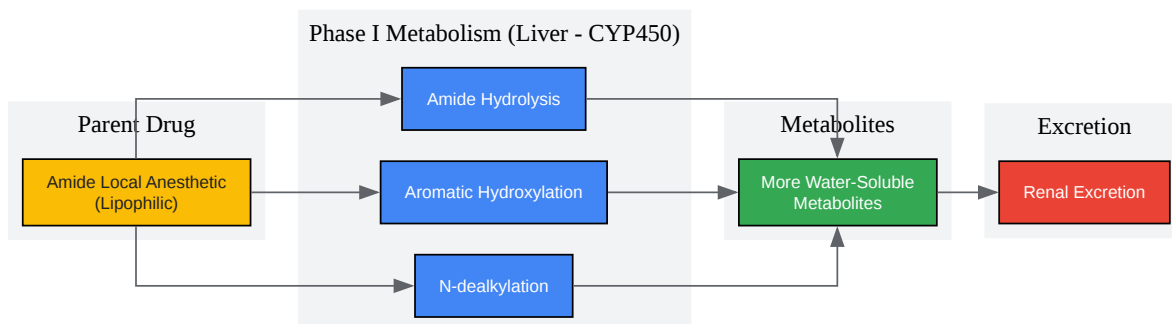 Phase I Metabolism (Liver - CYP450)
Amide Hydrolysis
Parent Drug
Metabolites
Excretion
Amide Local Anesthetic
(Lipophilic)
Aromatic Hydroxylation
More Water-Soluble
Metabolites
Renal Excretion
N-dealkylation